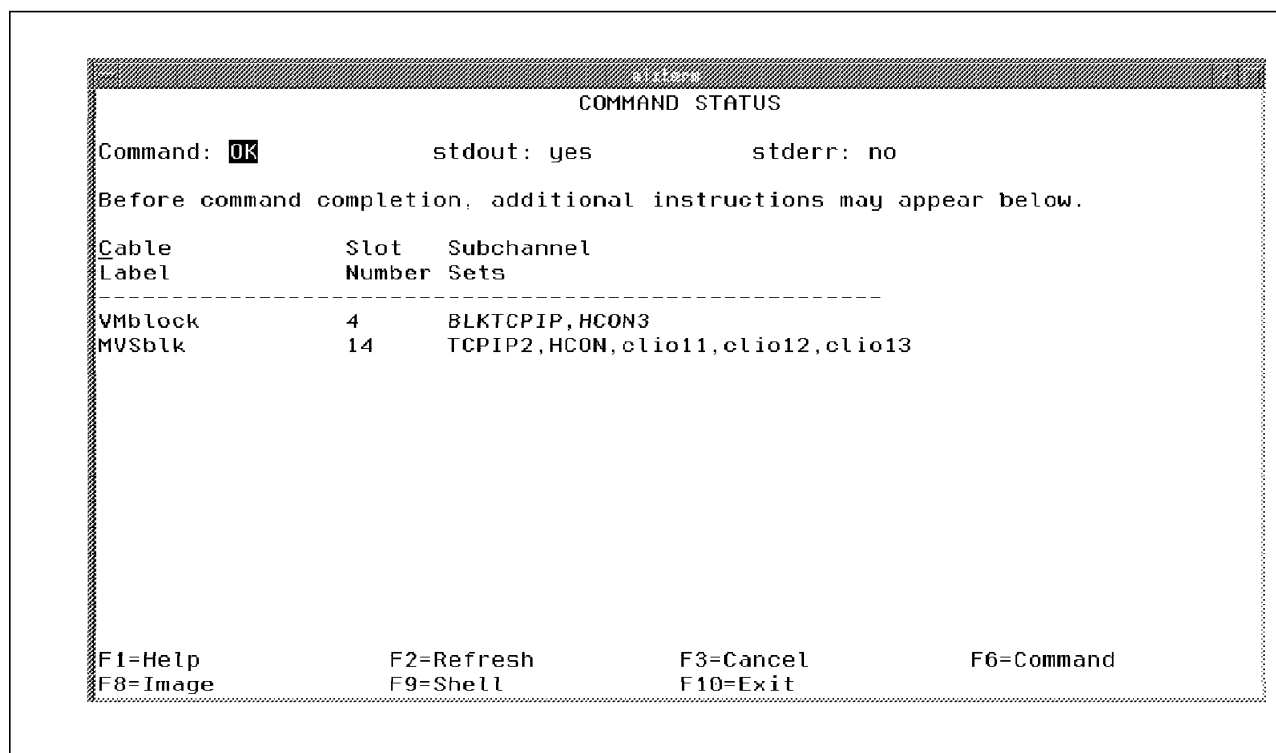 aixterm
COMMAND STATUS
Command: OK stdout: yes stderr: no
Before command completion, additional instructions may appear below.
Cable Slot Subchannel
Label Number Sets
------------------------------------------------------
VMblock 4 BLKTCPIP,HCON3
MVSblk 14 TCPIP2,HCON,clio11,clio12,clio13
F1=Help F2=Refresh F3=Cancel F6=Command
F8=Image F9=Shell F10=Exit